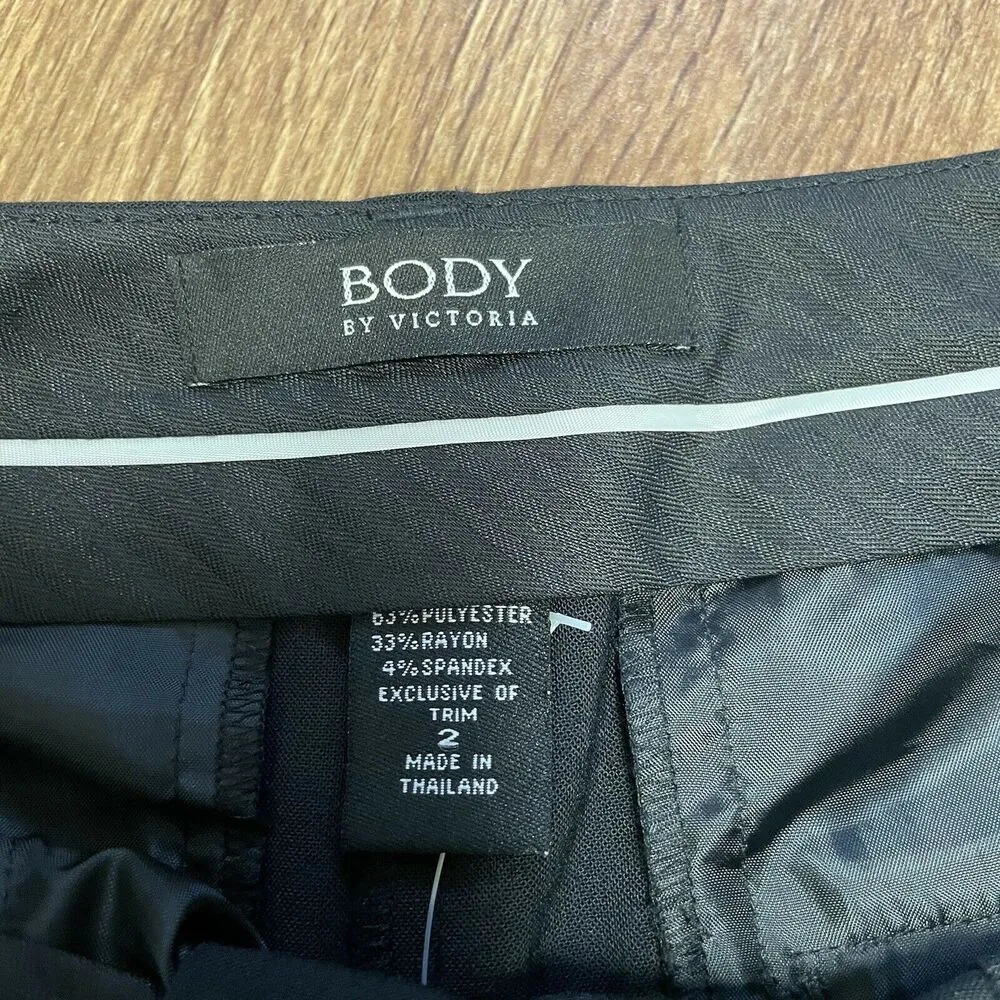 BODY
BY VICTORIA
63%POLYESTER
33%RAYON
4%SPANDEX
EXCLUSIVE OF
TRIM
2
MADE IN
THAILAND